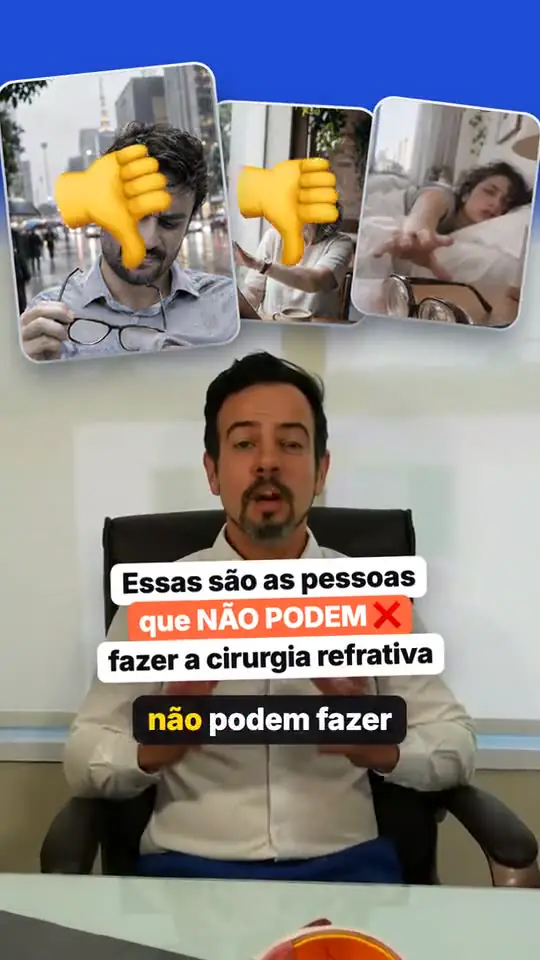 Essas são as pessoas
que NÃO PODEM ❌
fazer a cirurgia refrativa
não podem fazer